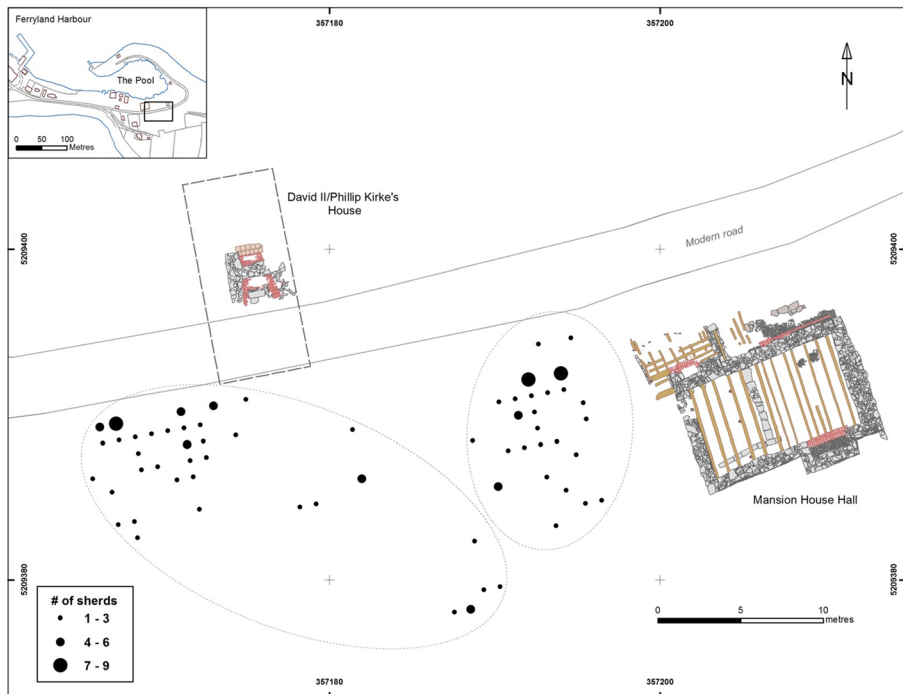 Ferryland Harbour
The Pool
0 50 100
Metres
357180
357200
N
David II/Phillip Kirke's
House
5209400
5209400
Modern road
Mansion House Hall
5209380
5209380
# of sherds
1 - 3
4 - 6
7 - 9
0 5 10
metres
357180
357200